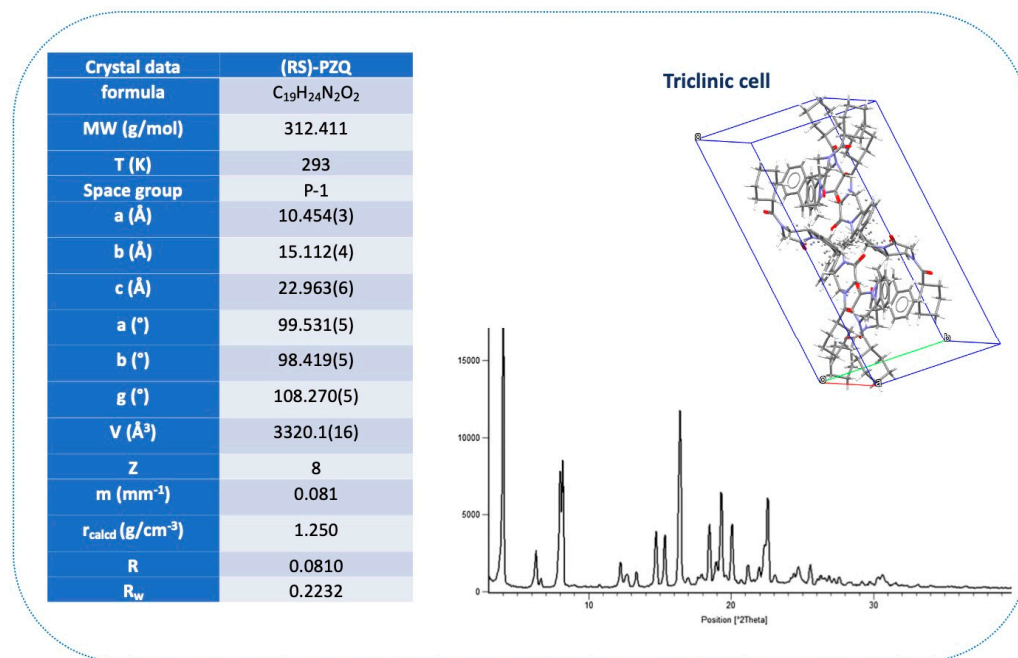 Crystal data (RS)-PZQ
formula C₁₉H₂₄N₂O₂
MW (g/mol) 312.411
T (K) 293
Space group P-1
a (Å) 10.454(3)
b (Å) 15.112(4)
c (Å) 22.963(6)
a (°) 99.531(5)
b (°) 98.419(5)
g (°) 108.270(5)
V (Å³) 3320.1(16)
Z 8
m (mm⁻¹) 0.081
r_calcd (g/cm⁻³) 1.250
R 0.0810
R_w 0.2232
Triclinic cell
b
a
15000
10000
5000
0
10 20 30
Position [°2Theta]